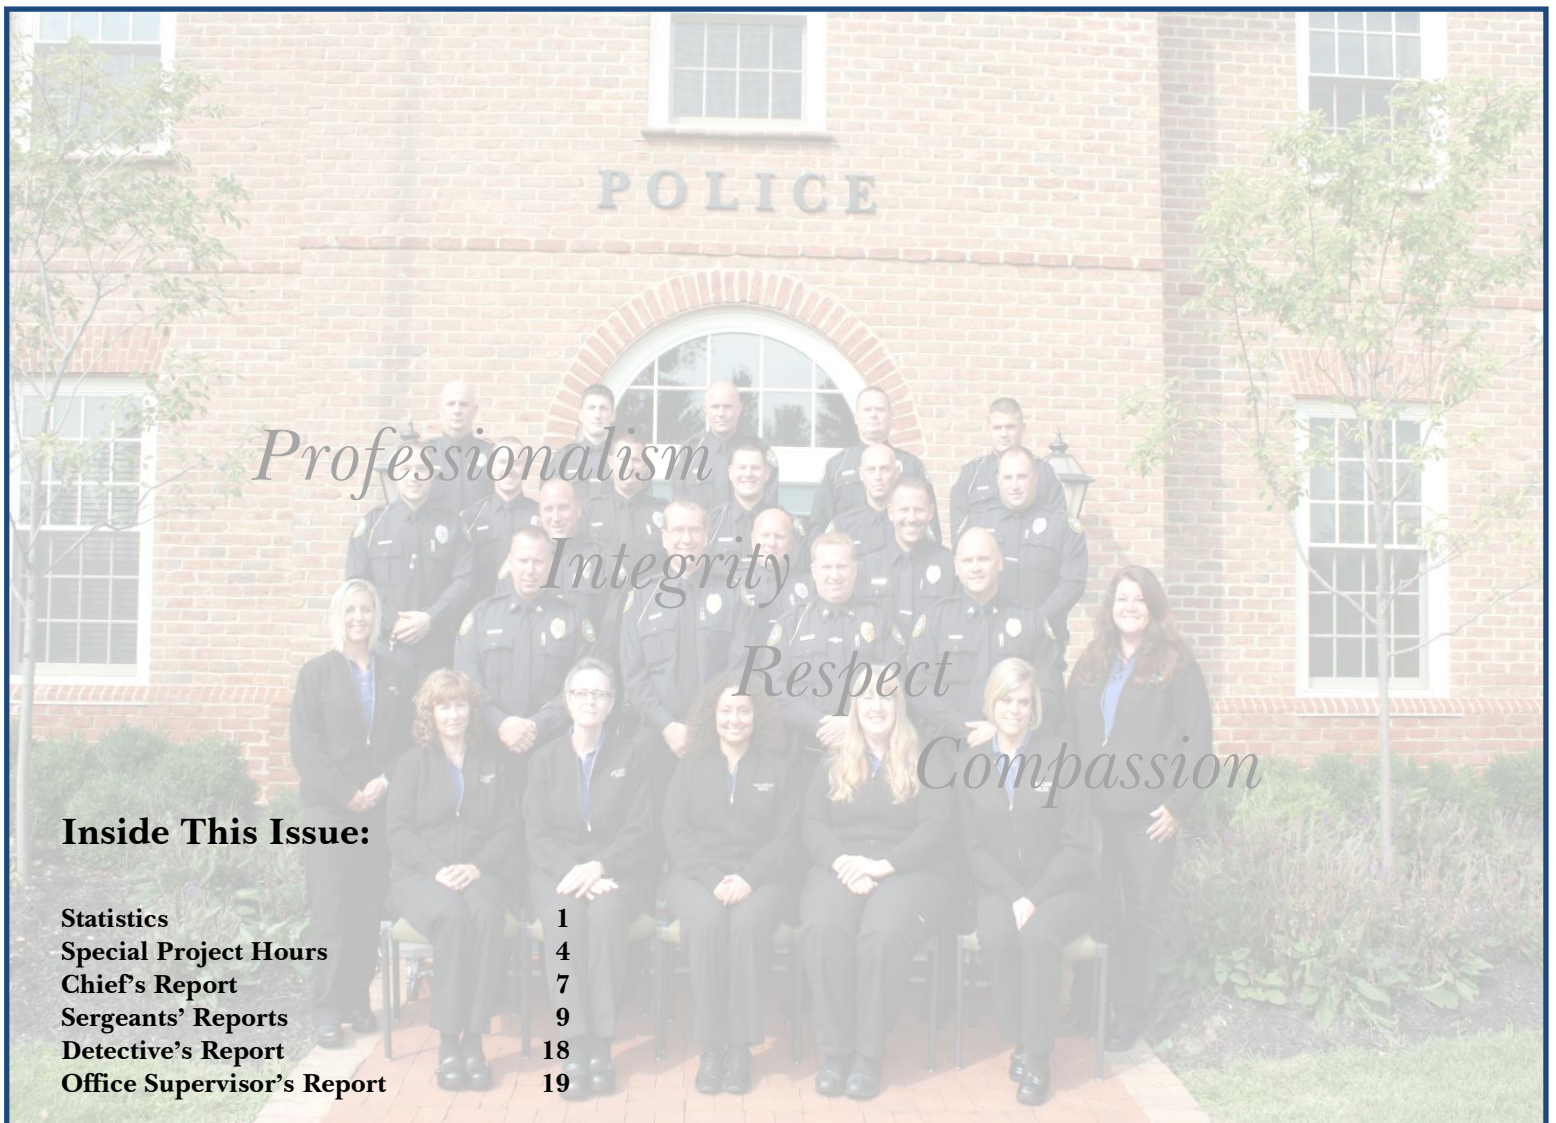 POLICE
Professionalism
Integrity
Respect
Compassion
Inside This Issue:
Statistics 1
Special Project Hours 4
Chief's Report 7
Sergeants' Reports 9
Detective's Report 18
Office Supervisor's Report 19